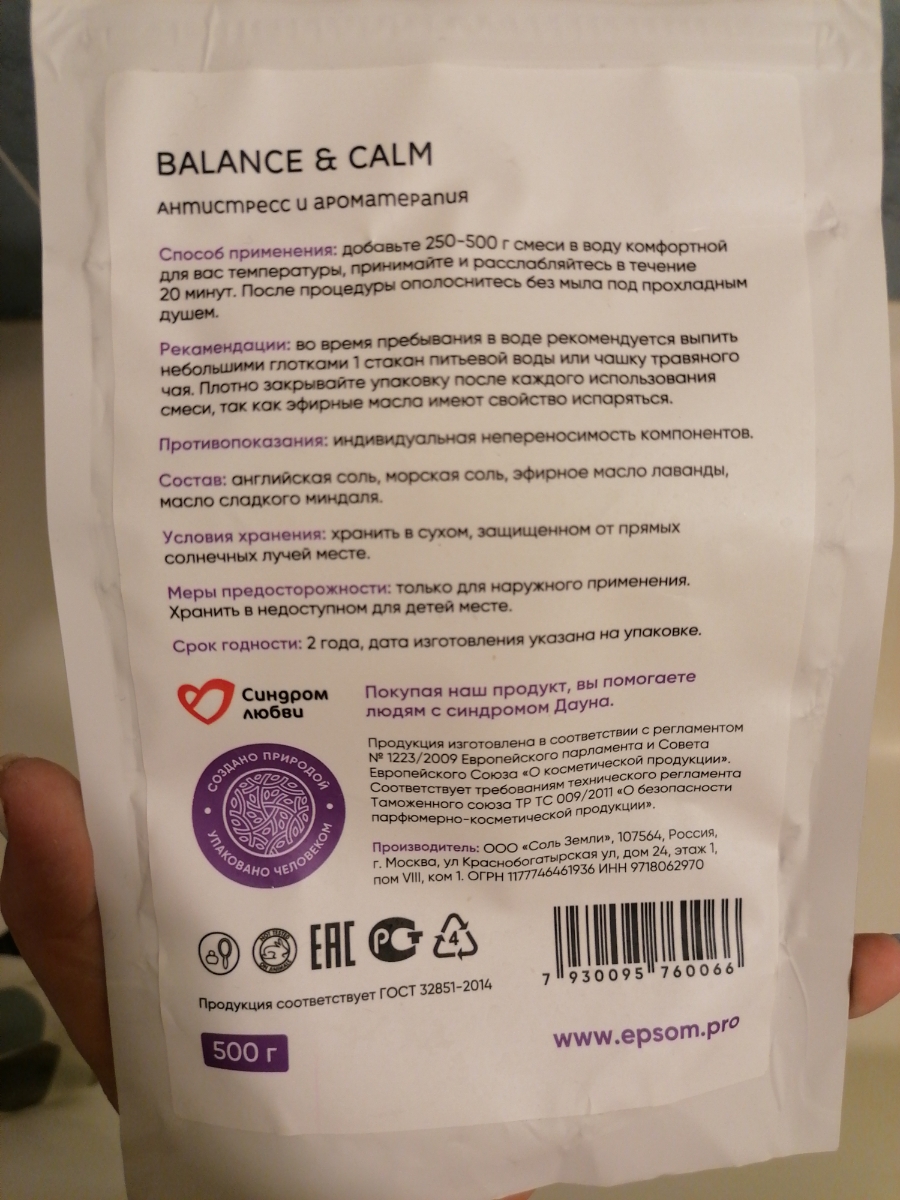 BALANCE & CALM
Антистресс и ароматерапия
Способ применения: добавьте 250-500 г смеси в воду комфортной
для вас температуры, принимайте и расслабляйтесь в течение
20 минут. После процедуры ополоснитесь без мыла под прохладным
душем.
Рекамендации: во время пребывания в воде рекомендуется выпить
небольшими глотками 1 стакан питьевой воды или чашку травяного
чая. Плотно закрывайте упаковку после каждого использования
смеси, так как эфирные масла имеют свойство испаряться.
Противопоказания: индивидуальная непереносимость компонентов.
Состав: английская соль, морская соль, эфирное масло лаванды,
масло сладкого миндаля.
Условия хранения: хранить в сухом, защищенном от прямых
солнечных лучей месте.
Меры предосторожности: только для наружного применения.
Хранить в недоступном для детей месте.
Срок годности: 2 года, дата изготовления указана на упаковке.
Синдром
любви
Покупая наш продукт, вы помогаете
людям с синдромом Дауна.
СОЗДАНО ПРИРОДОЙ
УПАКОВАНО ЧЕЛОВЕКОМ
Продукция изготовлена в соответствии с регламентом
№ 1223/2009 Европейского парламента и Совета
Европейского Союза «О косметической продукции».
Соответствует требованиям технического регламента
Таможенного союза ТР ТС 009/2011 «О безопасности
парфюмерно-косметической продукции».
Производитель: ООО «Соль Земли», 107564, Россия,
г. Москва, ул Краснобогатырская ул, дом 24, этаж 1,
пом VIII, ком 1. ОГРН 1177746461936 ИНН 9718062970
NOT TESTED
ON ANIMALS
EAC
РСТ
4
7 930095 760066
Продукция соответствует ГОСТ 32851-2014
500 г
www.epsom.pro